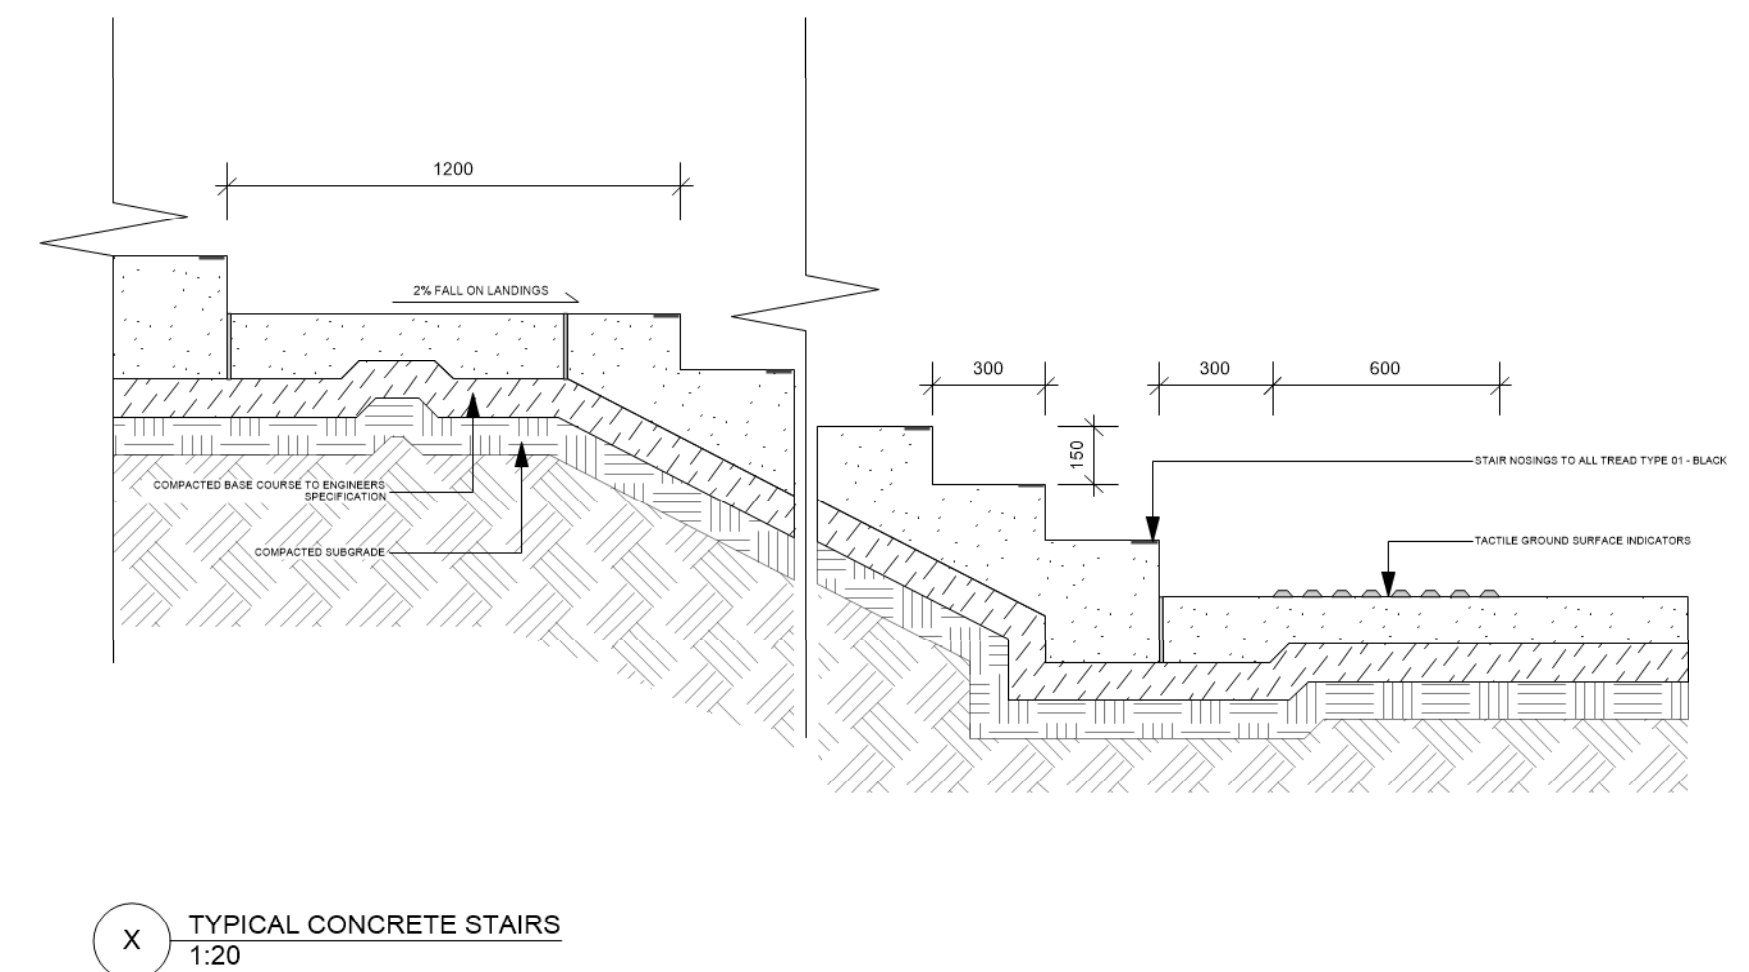 1200
2% FALL ON LANDINGS
300
300
600
150
STAIR NOSINGS TO ALL TREAD TYPE 01 - BLACK
COMPACTED BASE COURSE TO ENGINEERS
SPECIFICATION
TACTILE GROUND SURFACE INDICATORS
COMPACTED SUBGRADE
X
TYPICAL CONCRETE STAIRS
1:20